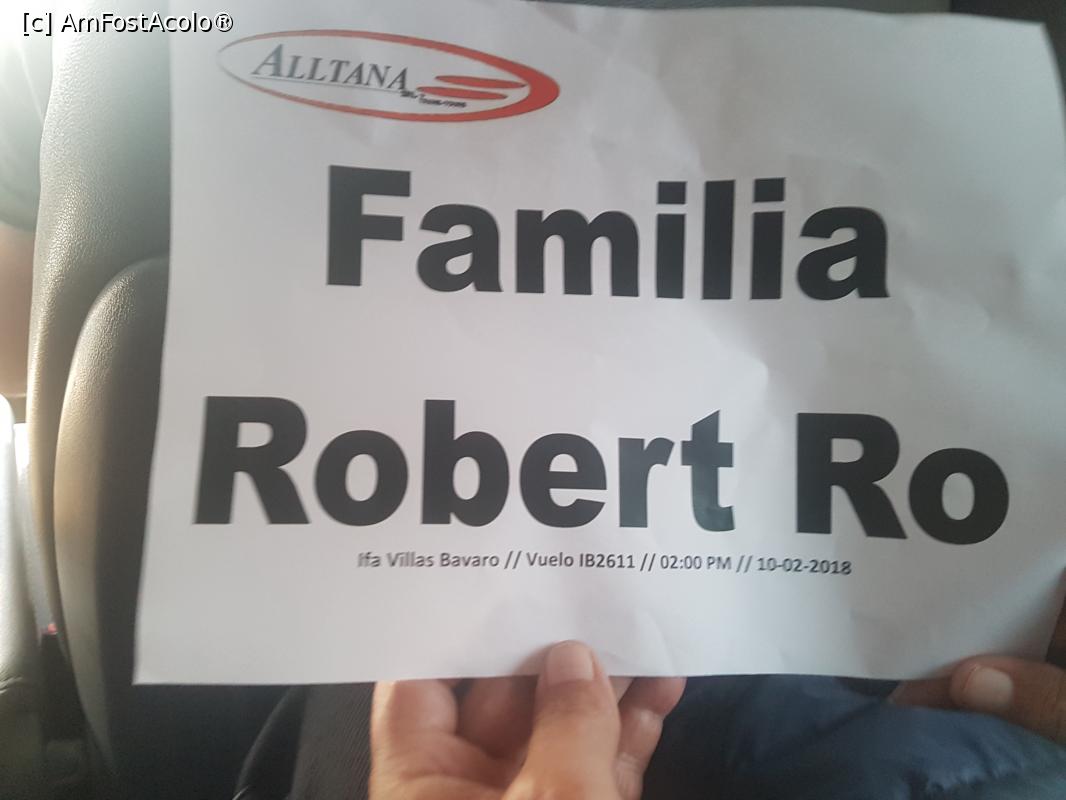 [c] AmFostAcolo®
ALLTANA
Familia
Robert Ro
Ifa Villas Bavaro // Vuelo IB2611 // 02:00 PM // 10-02-2018